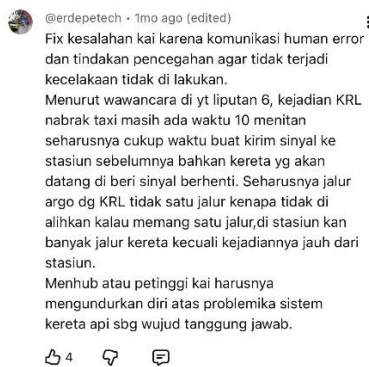 @erdepetech • 1mo ago (edited)
Fix kesalahan kai karena komunikasi human error
dan tindakan pencegahan agar tidak terjadi
kecelakaan tidak di lakukan.
Menurut wawancara di yt liputan 6, kejadian KRL
nabrak taxi masih ada waktu 10 menitan
seharusnya cukup waktu buat kirim sinyal ke
stasiun sebelumnya bahkan kereta yg akan
datang di beri sinyal berhenti. Seharusnya jalur
argo dg KRL tidak satu jalur kenapa tidak di
alihkan kalau memang satu jalur,di stasiun kan
banyak jalur kereta kecuali kejadiannya jauh dari
stasiun.
Menhub atau petinggi kai harusnya
mengundurkan diri atas problemika sistem
kereta api sbg wujud tanggung jawab.
4